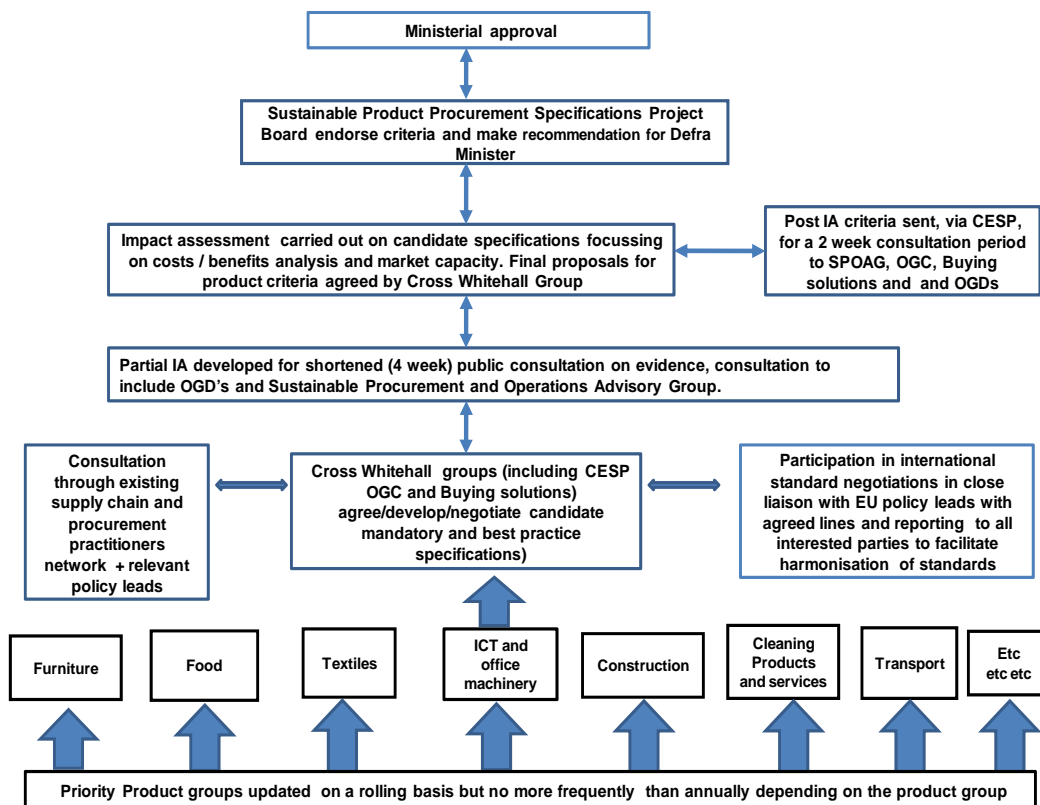 Ministerial approval
Sustainable Product Procurement Specifications Project
Board endorse criteria and make recommendation for Defra
Minister
Impact assessment carried out on candidate specifications focussing
on costs / benefits analysis and market capacity. Final proposals for
product criteria agreed by Cross Whitehall Group
Post IA criteria sent, via CESP,
for a 2 week consultation period
to SPOAG, OGC, Buying
solutions and and OGDs
Partial IA developed for shortened (4 week) public consultation on evidence, consultation to
include OGD's and Sustainable Procurement and Operations Advisory Group.
Consultation
through existing
supply chain and
procurement
practitioners
network + relevant
policy leads
Cross Whitehall groups (including CESP
OGC and Buying solutions)
agree/develop/negotiate candidate
mandatory and best practice
specifications)
Participation in international
standard negotiations in close
liaison with EU policy leads with
agreed lines and reporting to all
interested parties to facilitate
harmonisation of standards
Furniture
Food
Textiles
ICT and
office
machinery
Construction
Cleaning
Products
and services
Transport
Etc
etc etc
Priority Product groups updated on a rolling basis but no more frequently than annually depending on the product group